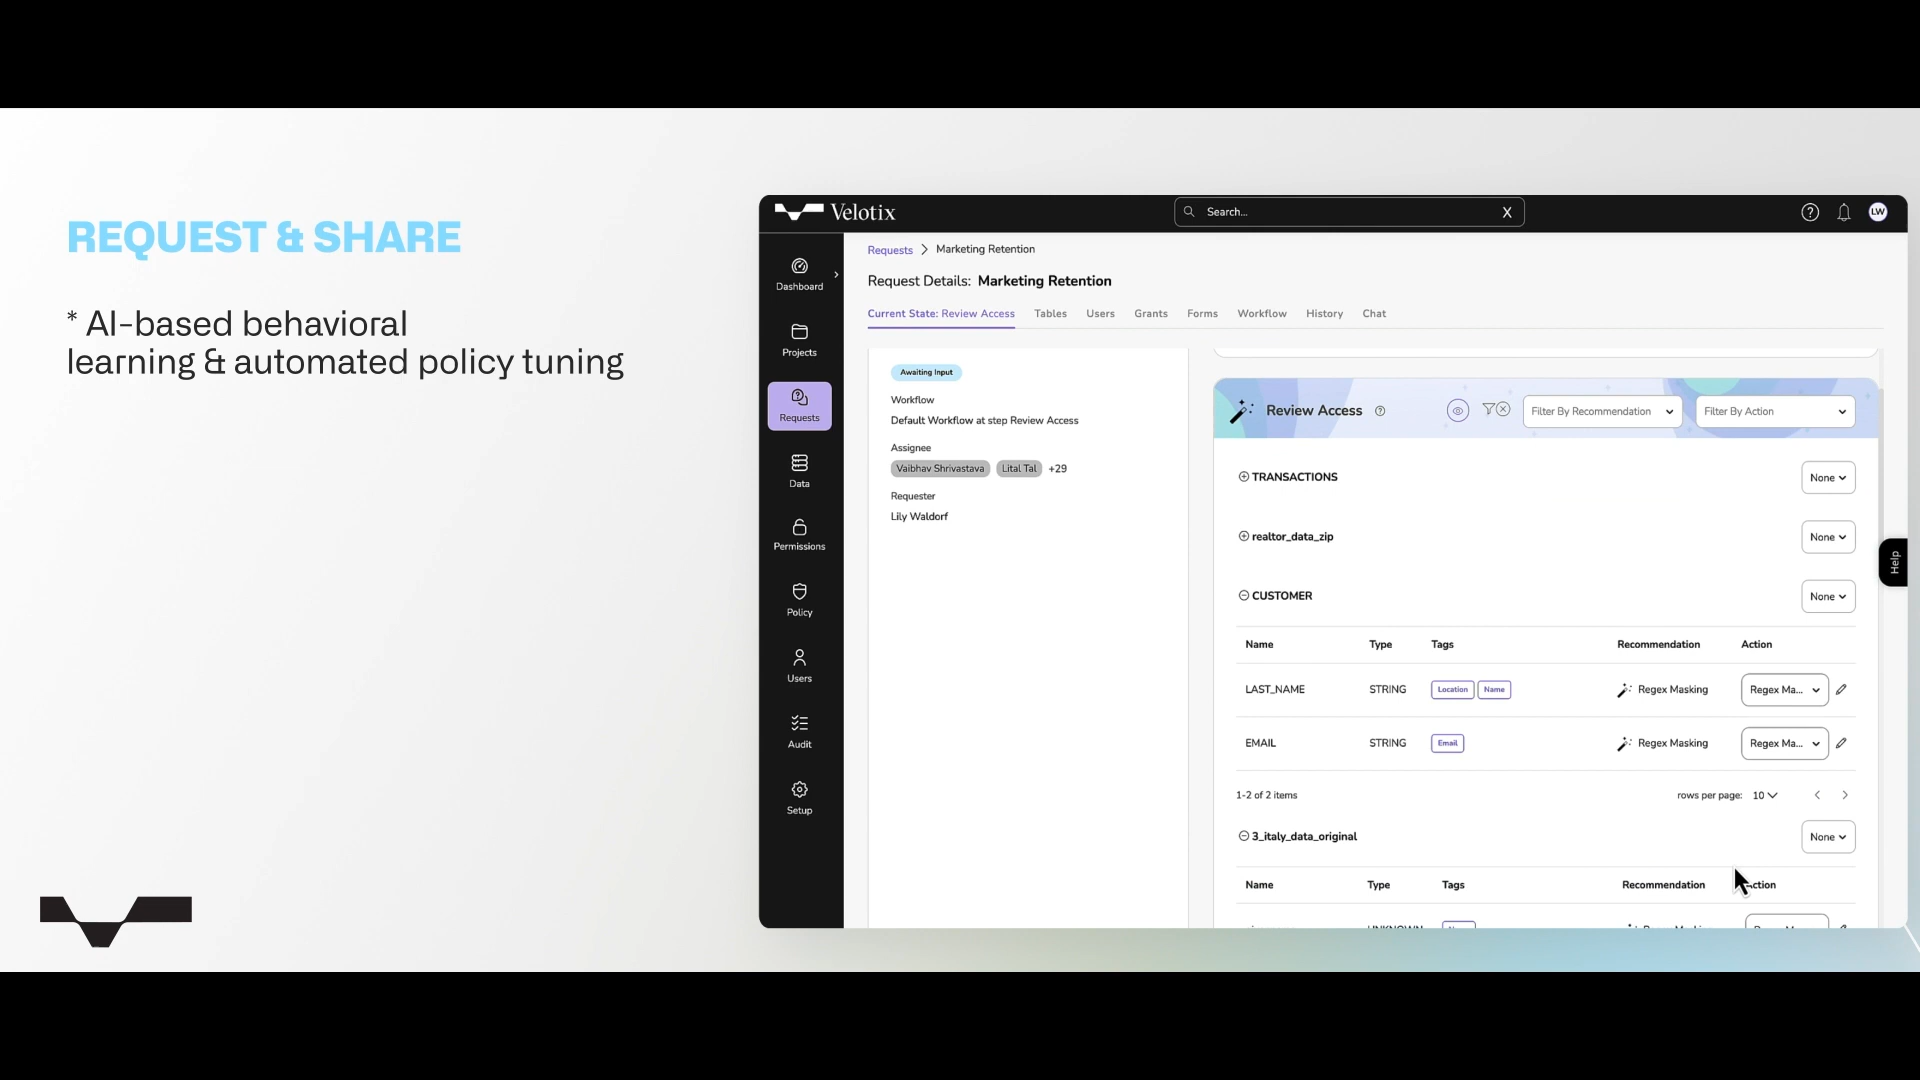 REQUEST & SHARE
* AI-based behavioral
learning & automated policy tuning
Velotix
Search...
X
LW
Dashboard
Projects
Requests
Data
Permissions
Policy
Users
Audit
Setup
Requests > Marketing Retention
Request Details: Marketing Retention
Current State: Review Access Tables Users Grants Forms Workflow History Chat
Awaiting Input
Workflow
Default Workflow at step Review Access
Assignee
Vaibhav Shrivastava Lital Tal +29
Requester
Lily Waldorf
Review Access
Filter By Recommendation
Filter By Action
TRANSACTIONS None
realtor_data_zip None
CUSTOMER None
Name Type Tags Recommendation Action
LAST_NAME STRING Location Name Regex Masking Regex Ma...
EMAIL STRING Email Regex Masking Regex Ma...
1-2 of 2 items rows per page: 10
3_italy_data_original None
Name Type Tags Recommendation ction
Help